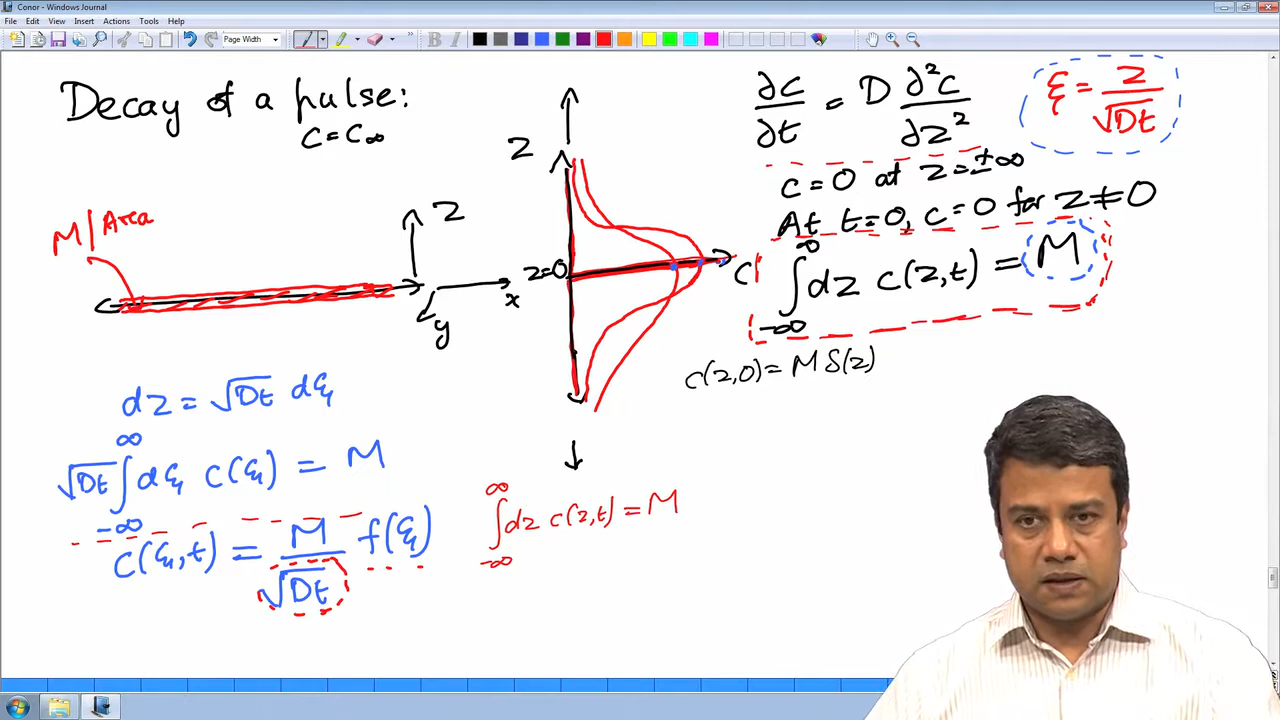 Conor - Windows Journal
File Edit View Insert Actions Tools Help
Page Width
B I
Decay of a pulse:
C = C∞
M/Area
z
x
y
z
z=0
C
∂c/∂t = D ∂²c/∂z²
ξ = z/√Dt
c = 0 at z = ±∞
At t=0, c=0 for z≠0
∫_{-∞}^{∞} dz c(z,t) = M
c(z,0) = M δ(z)
dz = √Dt dξ
√Dt ∫_{-∞}^{∞} dξ c(ξ) = M
c(ξ,t) = M/√Dt f(ξ)
∫_{-∞}^{∞} dz c(z,t) = M